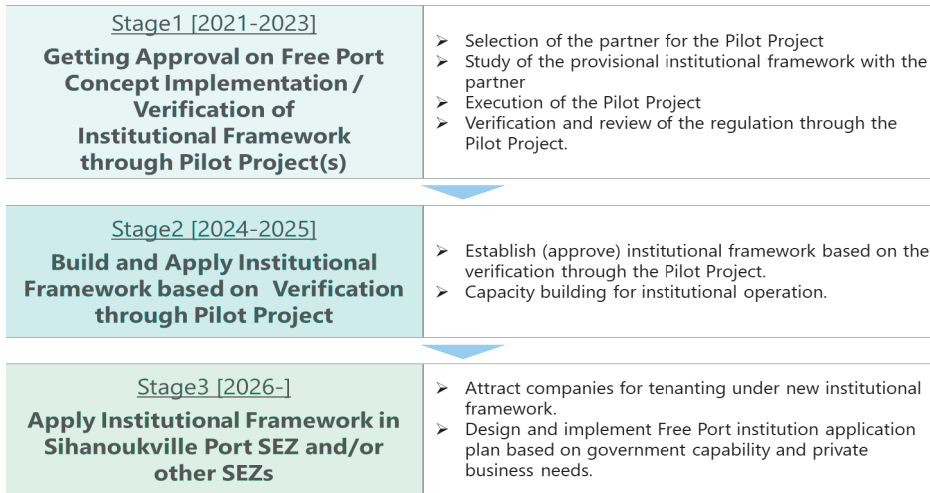 Stage1 [2021-2023]
Getting Approval on Free Port
Concept Implementation /
Verification of
Institutional Framework
through Pilot Project(s)
➢ Selection of the partner for the Pilot Project
➢ Study of the provisional institutional framework with the
partner
➢ Execution of the Pilot Project
➢ Verification and review of the regulation through the
Pilot Project.
Stage2 [2024-2025]
Build and Apply Institutional
Framework based on Verification
through Pilot Project
➢ Establish (approve) institutional framework based on the
verification through the Pilot Project.
➢ Capacity building for institutional operation.
Stage3 [2026-]
Apply Institutional Framework in
Sihanoukville Port SEZ and/or
other SEZs
➢ Attract companies for tenanting under new institutional
framework.
➢ Design and implement Free Port institution application
plan based on government capability and private
business needs.